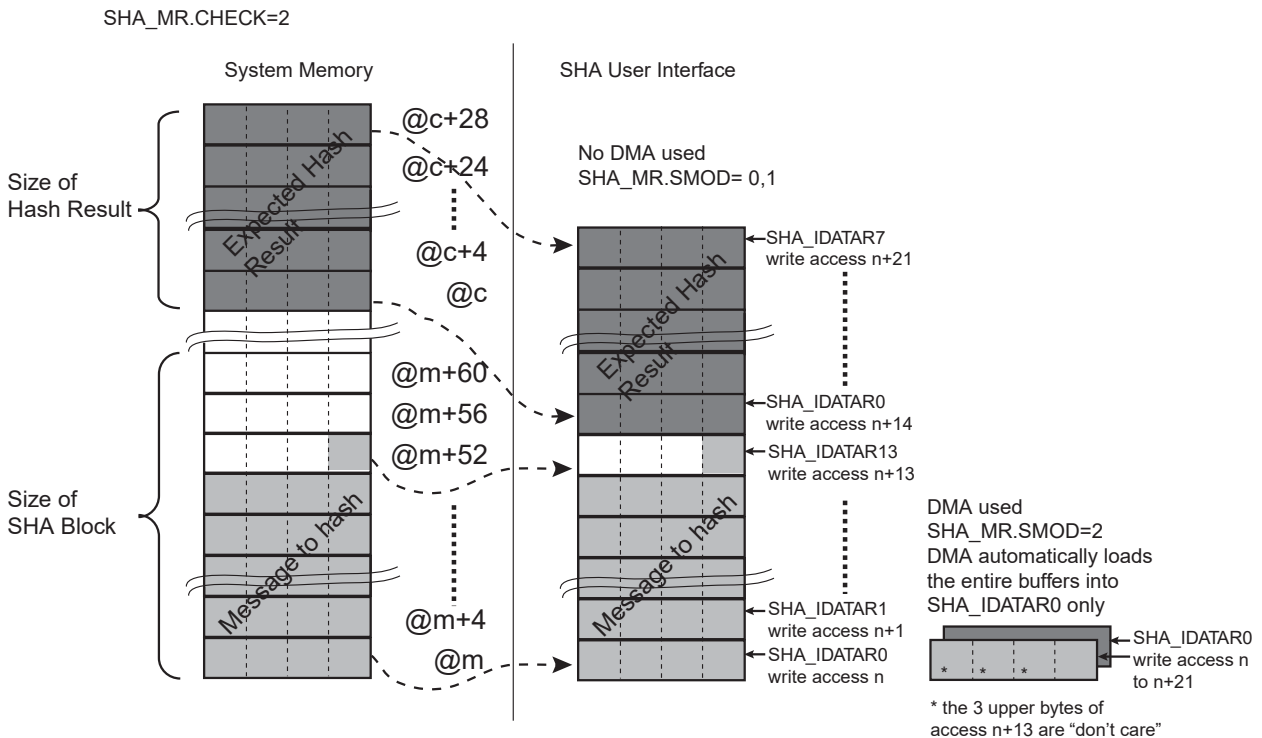 SHA_MR.CHECK=2
System Memory
SHA User Interface
Size of
Hash Result
Expected Hash
Result
@c+28
@c+24
@c+4
@c
@m+60
@m+56
@m+52
Size of
SHA Block
Message to hash
@m+4
@m
No DMA used
SHA_MR.SMOD= 0,1
Expected Hash
Result
SHA_IDATAR7
write access n+21
SHA_IDATAR0
write access n+14
SHA_IDATAR13
write access n+13
Message to hash
SHA_IDATAR1
write access n+1
SHA_IDATAR0
write access n
DMA used
SHA_MR.SMOD=2
DMA automatically loads
the entire buffers into
SHA_IDATAR0 only
* * *
SHA_IDATAR0
write access n
to n+21
* the 3 upper bytes of
access n+13 are “don’t care”